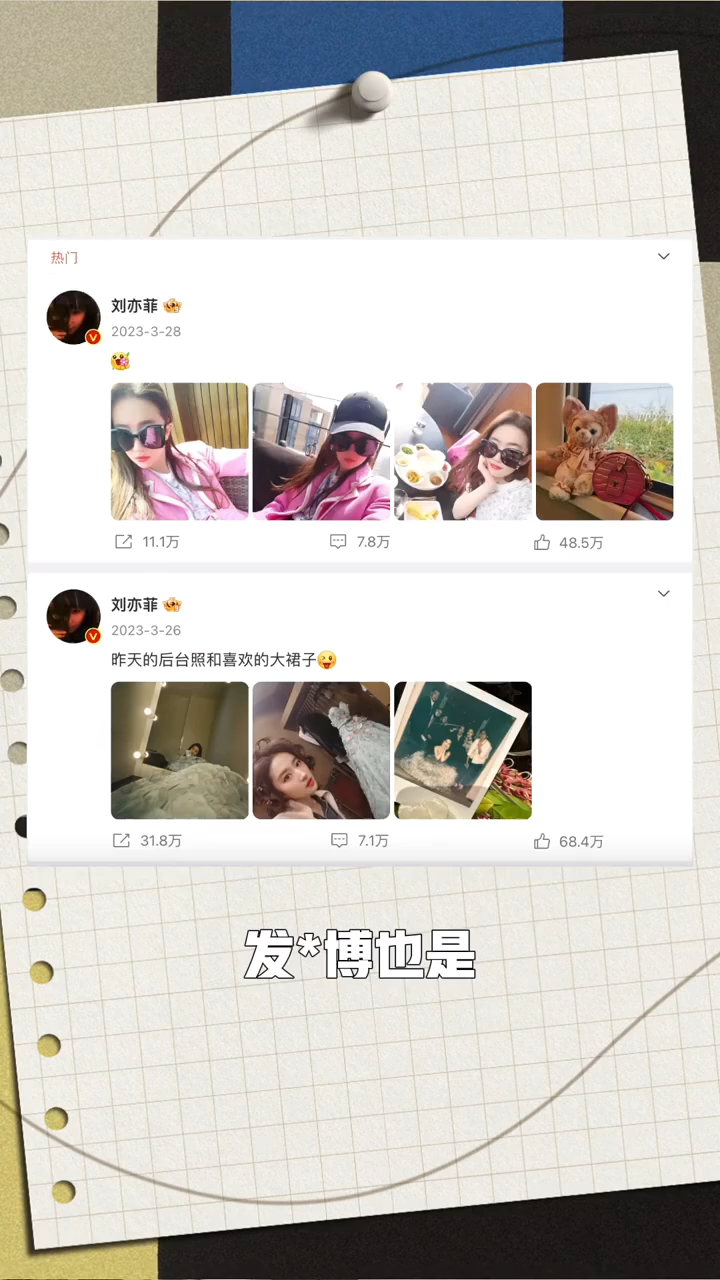 热门
刘亦菲
2023-3-28
11.1万
7.8万
48.5万
刘亦菲
2023-3-26
昨天的后台照和喜欢的大裙子
31.8万
7.1万
68.4万
发*博也是